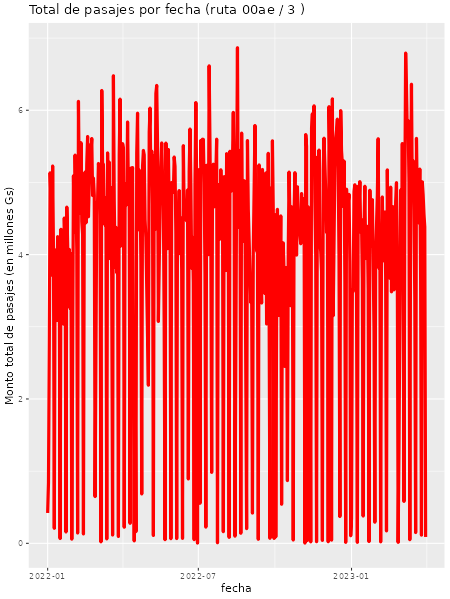 Total de pasajes por fecha (ruta 00ae / 3 )
Monto total de pasajes (en millones Gs)
6
4
2
0
2022-01
2022-07
2023-01
fecha